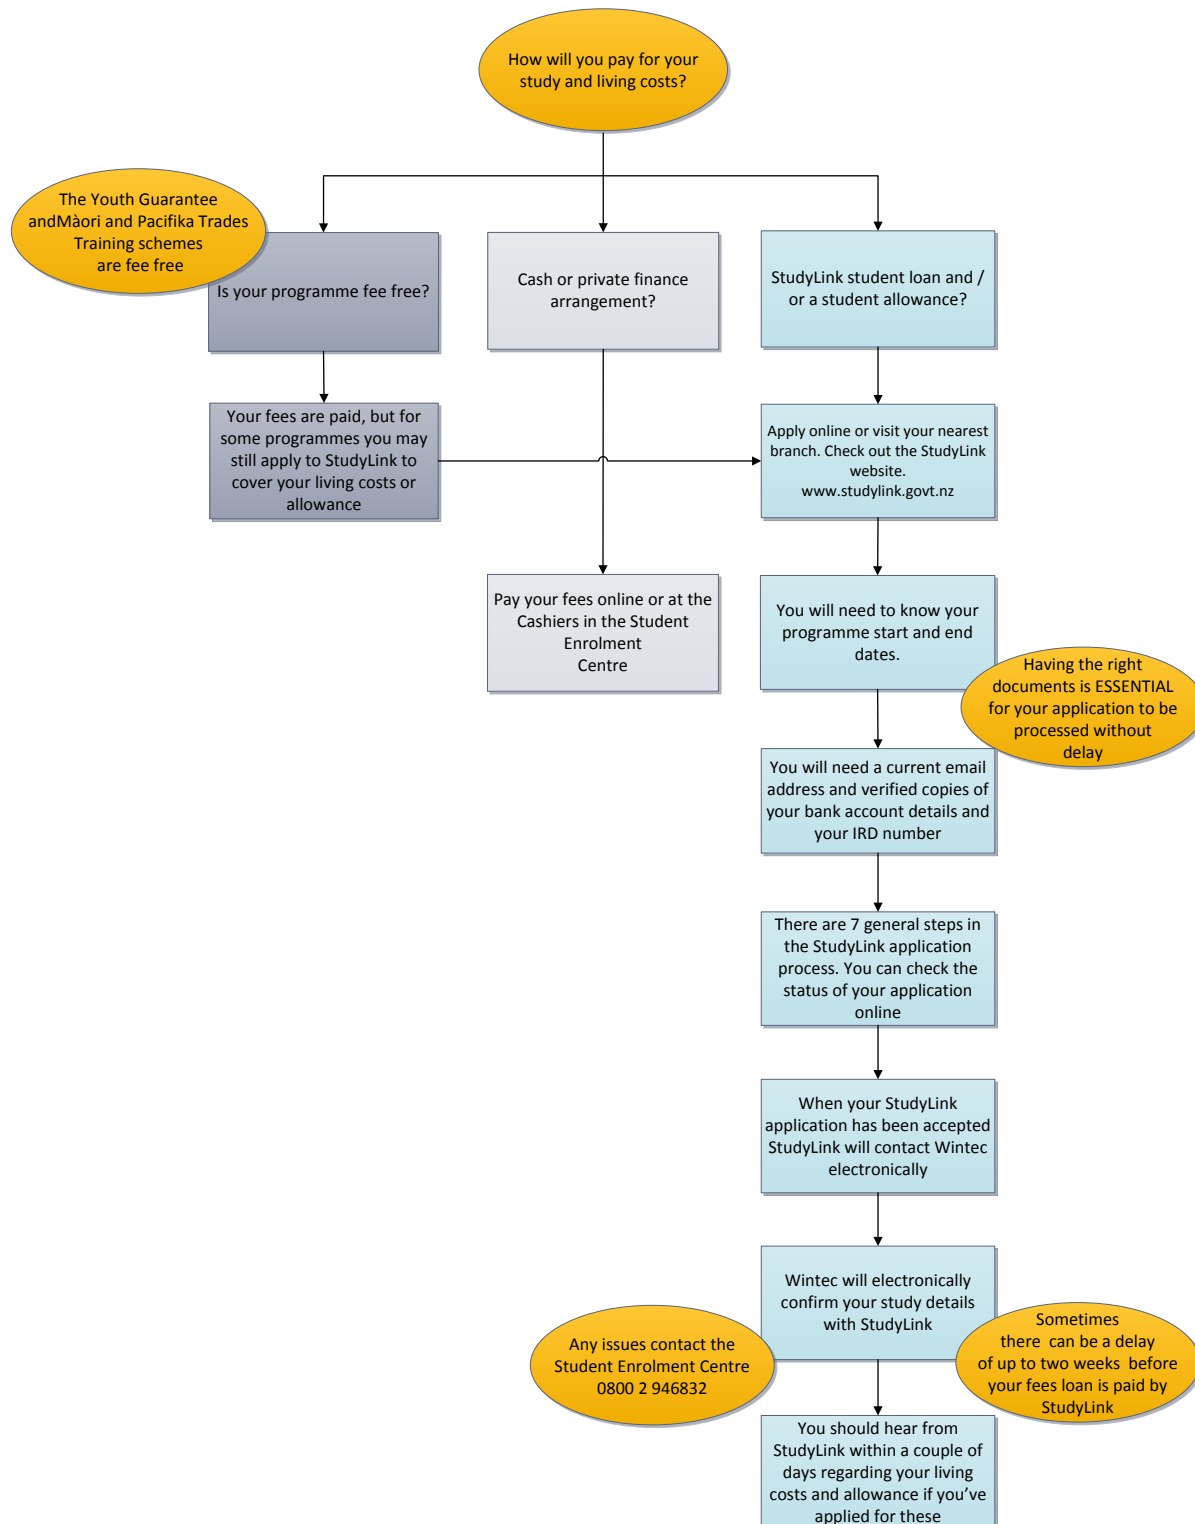 How will you pay for your
study and living costs?
The Youth Guarantee
andMàori and Pacifika Trades
Training schemes
are fee free
Is your programme fee free?
Cash or private finance
arrangement?
StudyLink student loan and /
or a student allowance?
Your fees are paid, but for
some programmes you may
still apply to StudyLink to
cover your living costs or
allowance
Apply online or visit your nearest
branch. Check out the StudyLink
website.
www.studylink.govt.nz
Pay your fees online or at the
Cashiers in the Student
Enrolment
Centre
You will need to know your
programme start and end
dates.
Having the right
documents is ESSENTIAL
for your application to be
processed without
delay
You will need a current email
address and verified copies of
your bank account details and
your IRD number
There are 7 general steps in
the StudyLink application
process. You can check the
status of your application
online
When your StudyLink
application has been accepted
StudyLink will contact Wintec
electronically
Wintec will electronically
confirm your study details
with StudyLink
Any issues contact the
Student Enrolment Centre
0800 2 946832
Sometimes
there  can be a delay
of up to two weeks  before
your fees loan is paid by
StudyLink
You should hear from
StudyLink within a couple of
days regarding your living
costs and allowance if you've
applied for these